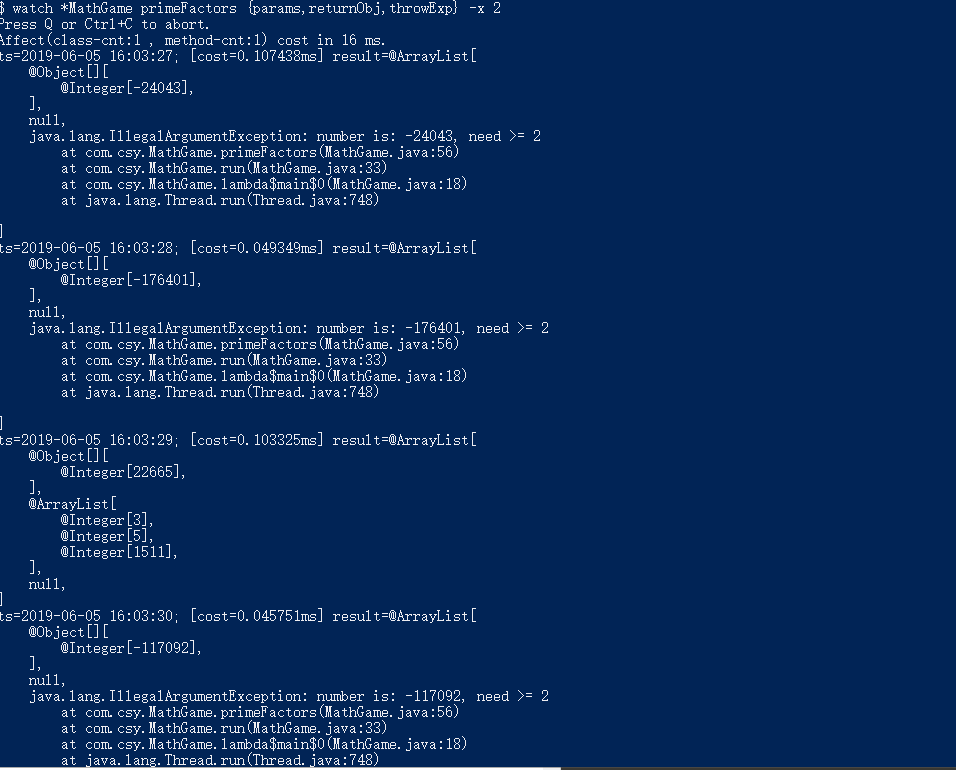 $ watch *MathGame primeFactors {params,returnObj,throwExp} -x 2
Press Q or Ctrl+C to abort.
Affect(class-cnt:1 , method-cnt:1) cost in 16 ms.
ts=2019-06-05 16:03:27; [cost=0.107438ms] result=@ArrayList[
    @Object[][
        @Integer[-24043],
    ],
    null,
    java.lang.IllegalArgumentException: number is: -24043, need >= 2
        at com.csy.MathGame.primeFactors(MathGame.java:56)
        at com.csy.MathGame.run(MathGame.java:33)
        at com.csy.MathGame.lambda$main$0(MathGame.java:18)
        at java.lang.Thread.run(Thread.java:748)
]
ts=2019-06-05 16:03:28; [cost=0.049349ms] result=@ArrayList[
    @Object[][
        @Integer[-176401],
    ],
    null,
    java.lang.IllegalArgumentException: number is: -176401, need >= 2
        at com.csy.MathGame.primeFactors(MathGame.java:56)
        at com.csy.MathGame.run(MathGame.java:33)
        at com.csy.MathGame.lambda$main$0(MathGame.java:18)
        at java.lang.Thread.run(Thread.java:748)
]
ts=2019-06-05 16:03:29; [cost=0.103325ms] result=@ArrayList[
    @Object[][
        @Integer[22665],
    ],
    @ArrayList[
        @Integer[3],
        @Integer[5],
        @Integer[1511],
    ],
    null,
]
ts=2019-06-05 16:03:30; [cost=0.045751ms] result=@ArrayList[
    @Object[][
        @Integer[-117092],
    ],
    null,
    java.lang.IllegalArgumentException: number is: -117092, need >= 2
        at com.csy.MathGame.primeFactors(MathGame.java:56)
        at com.csy.MathGame.run(MathGame.java:33)
        at com.csy.MathGame.lambda$main$0(MathGame.java:18)
        at java.lang.Thread.run(Thread.java:748)